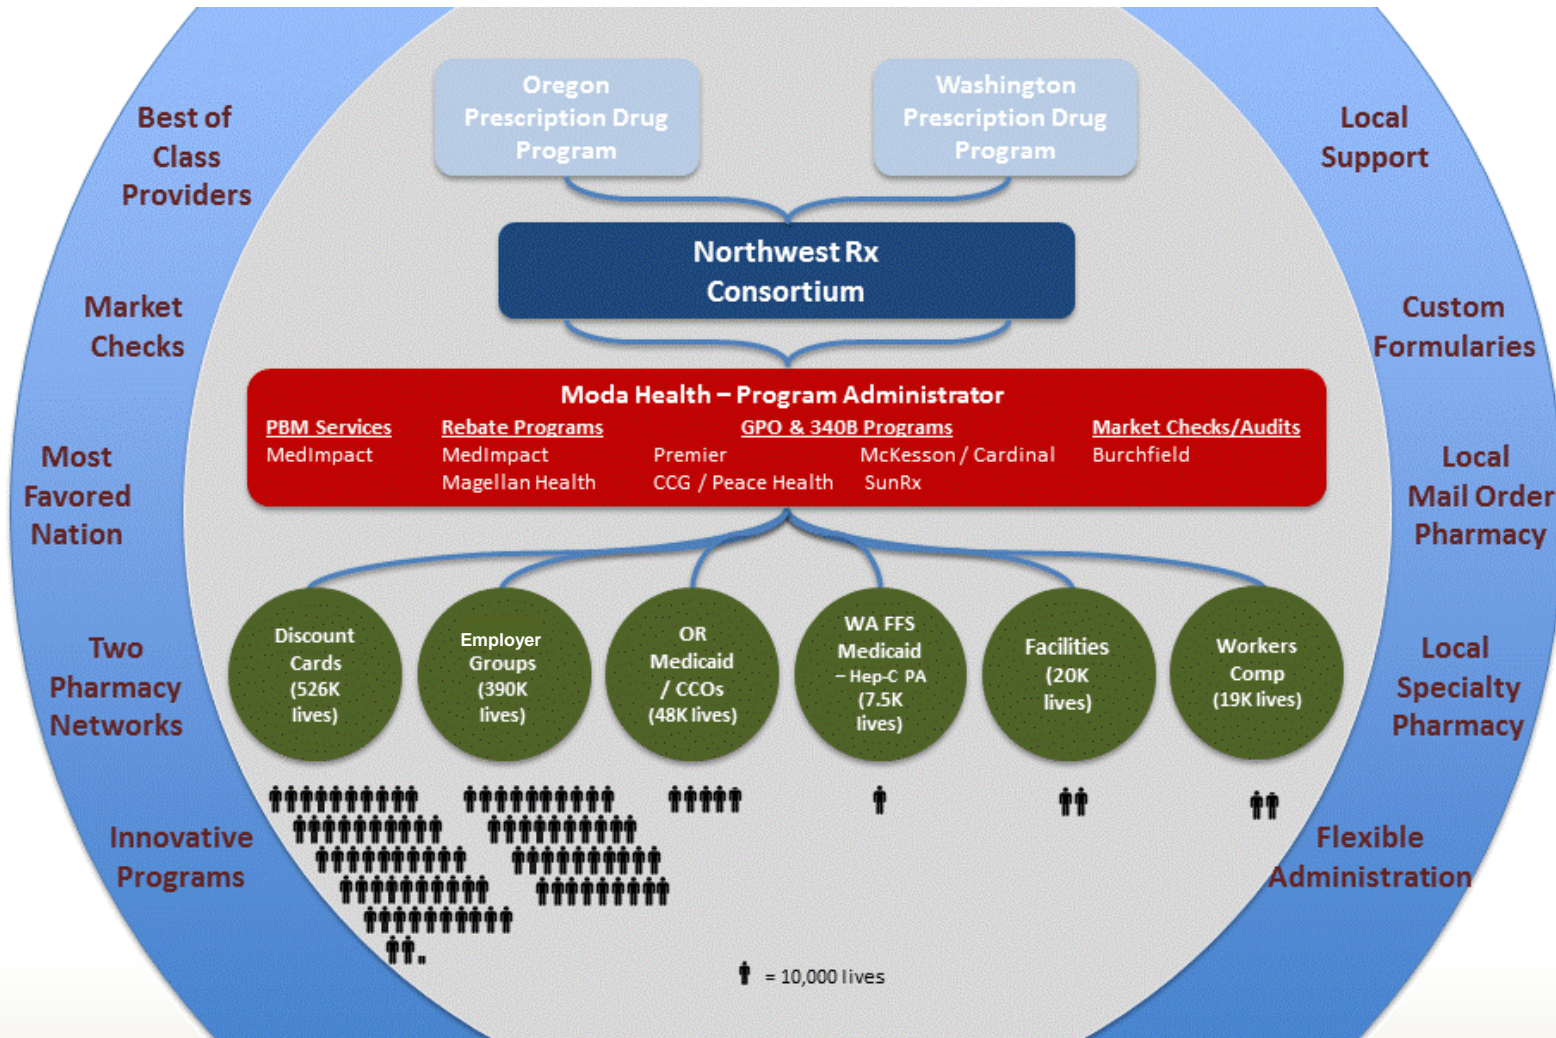 Best of
Class
Providers
Market
Checks
Most
Favored
Nation
Two
Pharmacy
Networks
Innovative
Programs
Oregon
Prescription Drug
Program
Washington
Prescription Drug
Program
Northwest Rx
Consortium
Moda Health – Program Administrator
PBM Services
MedImpact
Rebate Programs
MedImpact
Magellan Health
GPO & 340B Programs
Premier
McKesson / Cardinal
CCG / Peace Health
SunRx
Market Checks/Audits
Burchfield
Discount
Cards
(526K
lives)
Employer
Groups
(390K
lives)
OR
Medicaid
/ CCOs
(48K lives)
WA FFS
Medicaid
– Hep-C PA
(7.5K
lives)
Facilities
(20K
lives)
Workers
Comp
(19K lives)
= 10,000 lives
Local
Support
Custom
Formularies
Local
Mail Order
Pharmacy
Local
Specialty
Pharmacy
Flexible
Administration